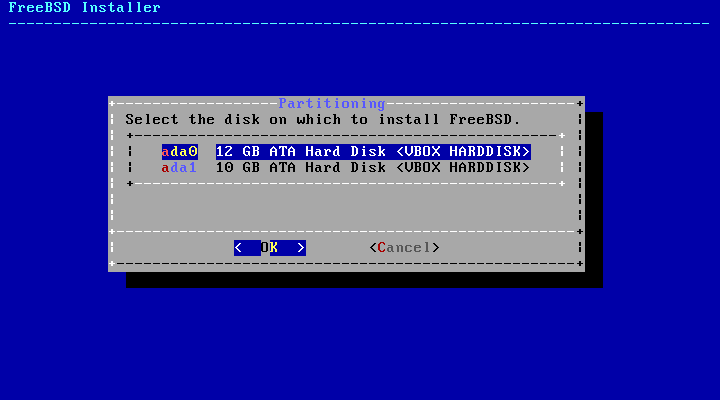 FreeBSD Installer
Partitioning
Select the disk on which to install FreeBSD.
ada0 12 GB ATA Hard Disk <VBOX HARDDISK>
ada1 10 GB ATA Hard Disk <VBOX HARDDISK>
< OK > <Cancel>